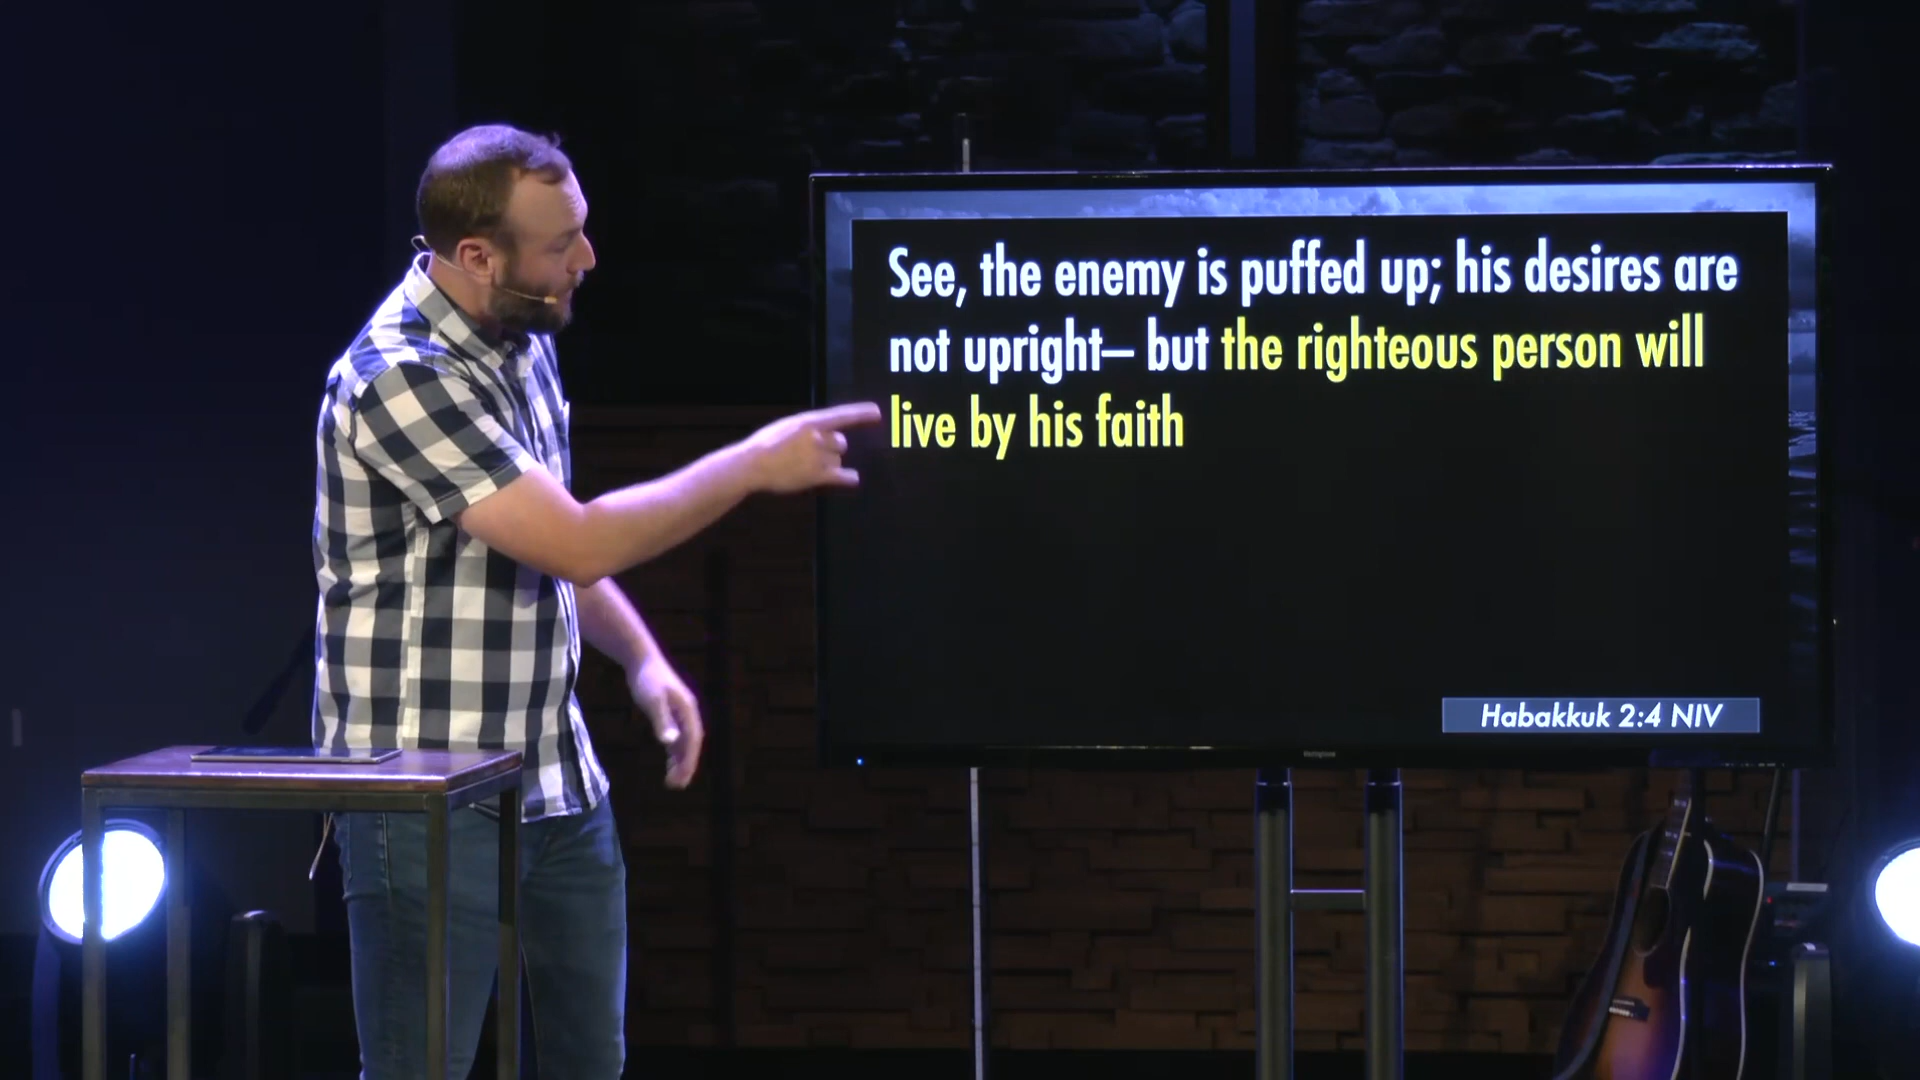 See, the enemy is puffed up; his desires are
not upright– but the righteous person will
live by his faith
Habakkuk 2:4 NIV